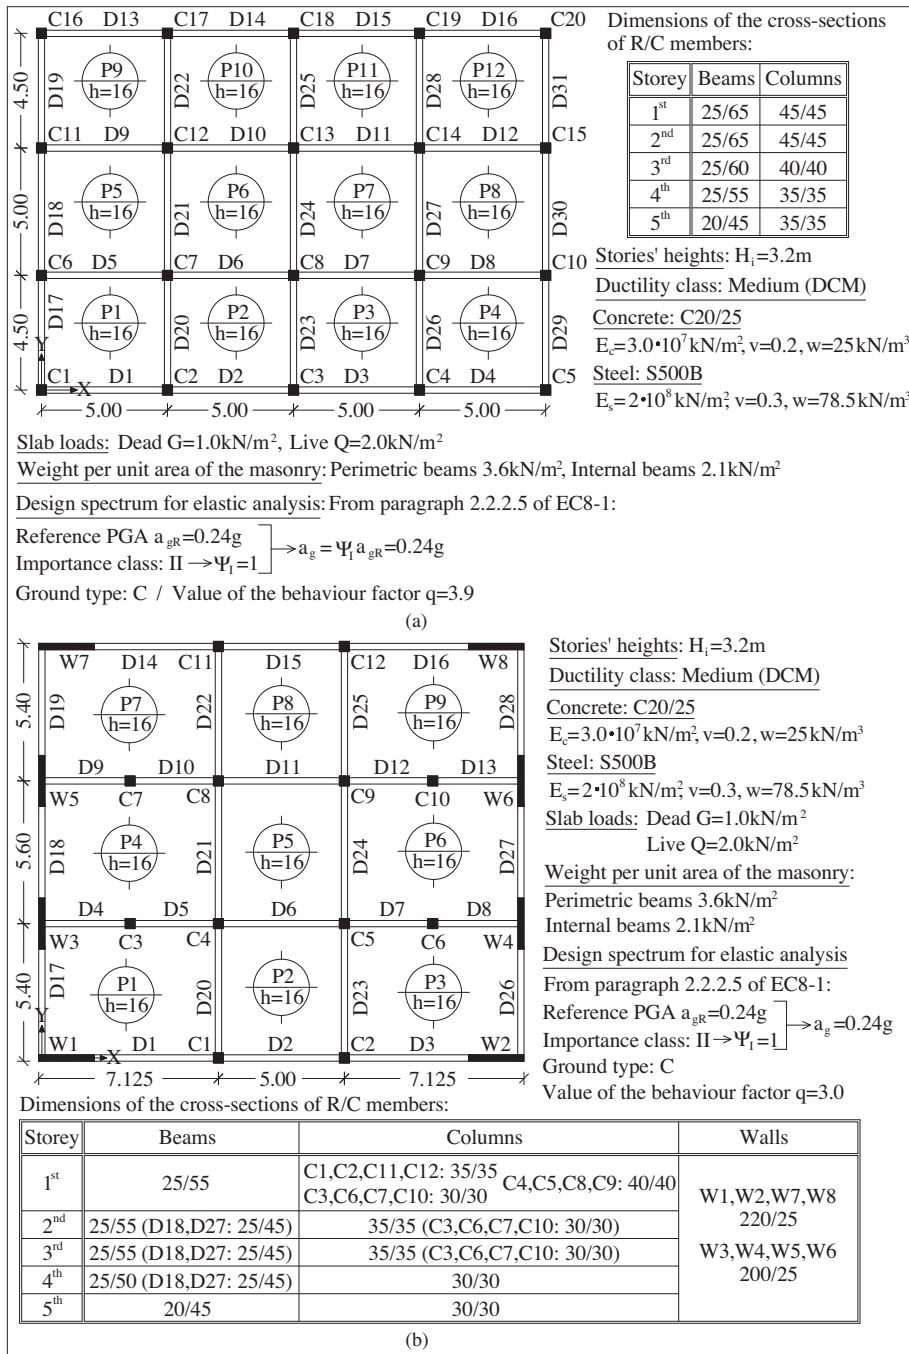 C16 D13 C17 D14 C18 D15 C19 D16 C20
Dimensions of the cross-sections
of R/C members:
4.50 D19 P9 h=16 D22 P10 h=16 D25 P11 h=16 D28 P12 h=16 D31
Storey Beams Columns
1st 25/65 45/45
2nd 25/65 45/45
3rd 25/60 40/40
4th 25/55 35/35
5th 20/45 35/35
C11 D9 C12 D10 C13 D11 C14 D12 C15
5.00 D18 P5 h=16 D21 P6 h=16 D24 P7 h=16 D27 P8 h=16 D30
C6 D5 C7 D6 C8 D7 C9 D8 C10
4.50 D17 P1 h=16 D20 P2 h=16 D23 P3 h=16 D26 P4 h=16 D29
Y
C1 X D1 C2 D2 C3 D3 C4 D4 C5
5.00 5.00 5.00 5.00
Stories' heights: Hi=3.2m
Ductility class: Medium (DCM)
Concrete: C20/25
Ec=3.0•10⁷kN/m², v=0.2, w=25kN/m³
Steel: S500B
Es=2•10⁸kN/m², v=0.3, w=78.5kN/m³
Slab loads: Dead G=1.0kN/m², Live Q=2.0kN/m²
Weight per unit area of the masonry: Perimetric beams 3.6kN/m², Internal beams 2.1kN/m²
Design spectrum for elastic analysis: From paragraph 2.2.2.5 of EC8-1:
Reference PGA agR=0.24g
Importance class: II → ΨI=1
→ ag = ΨI agR=0.24g
Ground type: C / Value of the behaviour factor q=3.9
(a)
W7 D14 C11 D15 C12 D16 W8
5.40 D19 P7 h=16 D22 P8 h=16 D25 P9 h=16 D28
D9 D10 D11 D12 D13
W5 C7 C8 C9 C10 W6
5.60 D18 P4 h=16 D21 P5 h=16 D24 P6 h=16 D27
D4 D5 D6 D7 D8
W3 C3 C4 C5 C6 W4
5.40 D17 P1 h=16 D20 P2 h=16 D23 P3 h=16 D26
Y
W1 X D1 C1 D2 C2 D3 W2
7.125 5.00 7.125
Stories' heights: Hi=3.2m
Ductility class: Medium (DCM)
Concrete: C20/25
Ec=3.0•10⁷kN/m², v=0.2, w=25kN/m³
Steel: S500B
Es=2•10⁸kN/m², v=0.3, w=78.5kN/m³
Slab loads: Dead G=1.0kN/m²
Live Q=2.0kN/m²
Weight per unit area of the masonry:
Perimetric beams 3.6kN/m²
Internal beams 2.1kN/m²
Design spectrum for elastic analysis
From paragraph 2.2.2.5 of EC8-1:
Reference PGA agR=0.24g
Importance class: II → ΨI=1
→ ag=0.24g
Ground type: C
Value of the behaviour factor q=3.0
Dimensions of the cross-sections of R/C members:
Storey Beams Columns Walls
1st 25/55 C1,C2,C11,C12: 35/35 C3,C6,C7,C10: 30/30 C4,C5,C8,C9: 40/40
2nd 25/55 (D18,D27: 25/45) 35/35 (C3,C6,C7,C10: 30/30)
3rd 25/55 (D18,D27: 25/45) 35/35 (C3,C6,C7,C10: 30/30)
4th 25/50 (D18,D27: 25/45) 30/30
5th 20/45 30/30
W1,W2,W7,W8
220/25
W3,W4,W5,W6
200/25
(b)